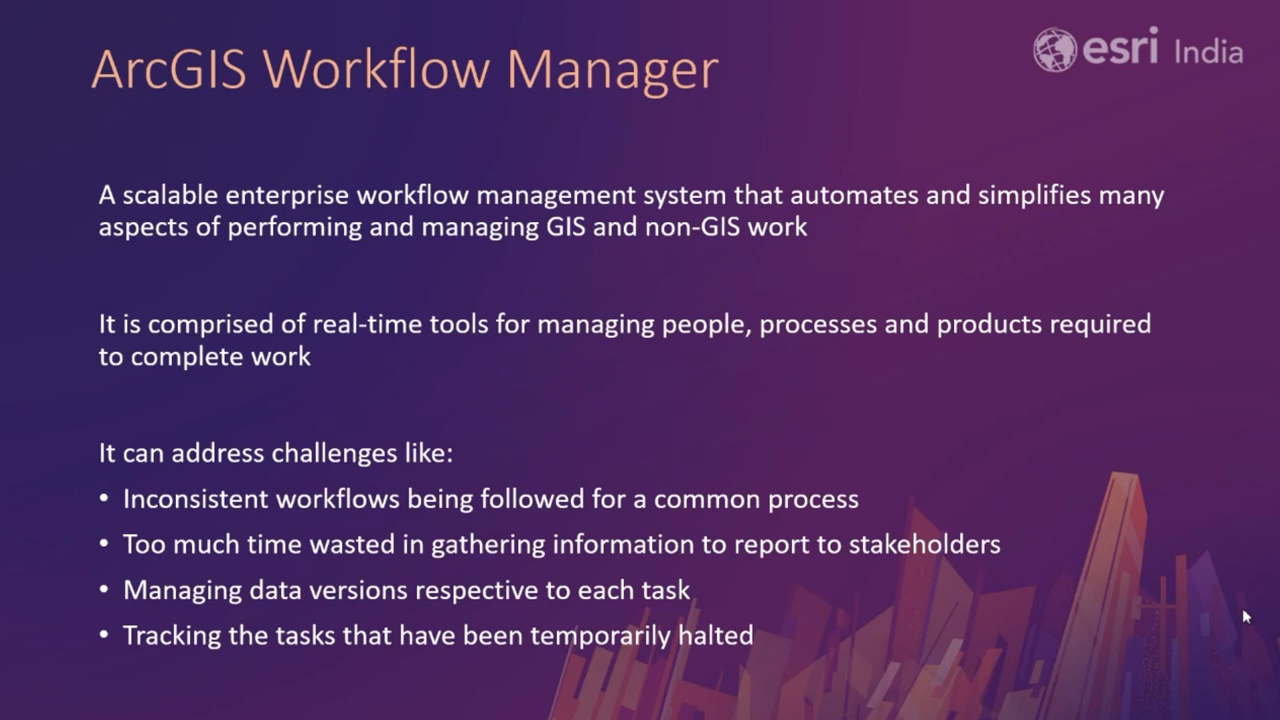 ArcGIS Workflow Manager
esri India
A scalable enterprise workflow management system that automates and simplifies many
aspects of performing and managing GIS and non-GIS work
It is comprised of real-time tools for managing people, processes and products required
to complete work
It can address challenges like:
• Inconsistent workflows being followed for a common process
• Too much time wasted in gathering information to report to stakeholders
• Managing data versions respective to each task
• Tracking the tasks that have been temporarily halted